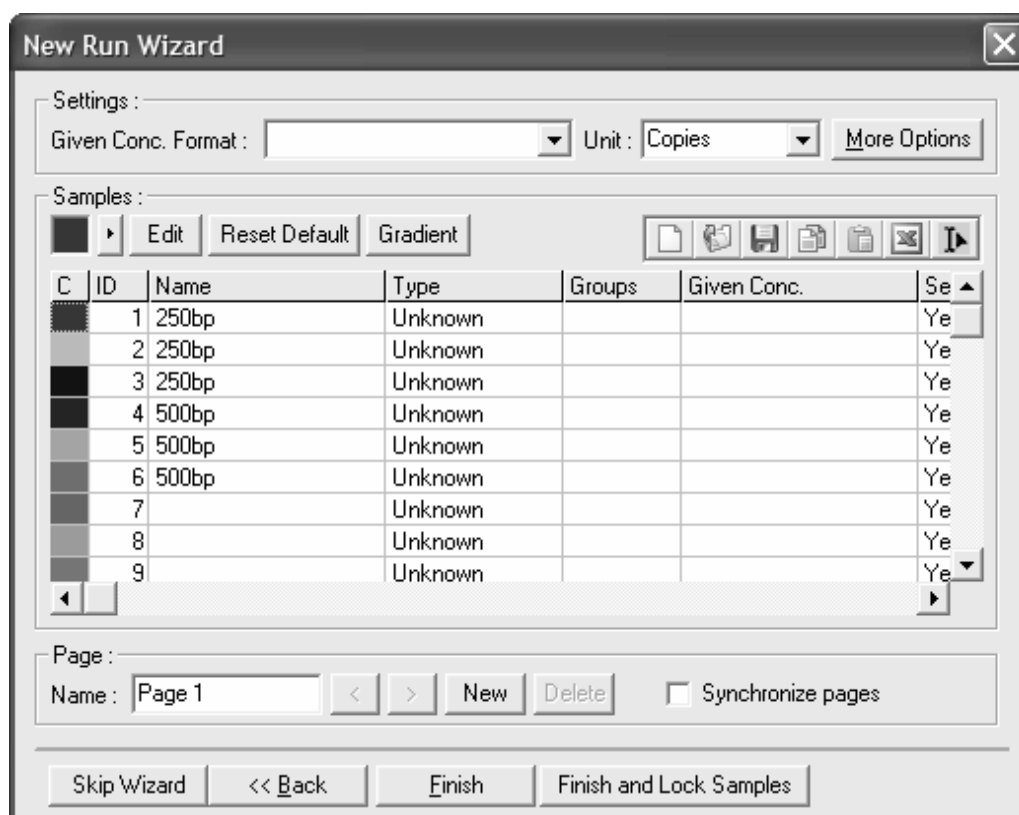 New Run Wizard
Settings :
Given Conc. Format : Unit : Copies More Options
Samples :
Edit Reset Default Gradient
C ID Name Type Groups Given Conc. Se
1 250bp Unknown Ye
2 250bp Unknown Ye
3 250bp Unknown Ye
4 500bp Unknown Ye
5 500bp Unknown Ye
6 500bp Unknown Ye
7 Unknown Ye
8 Unknown Ye
9 Unknown Ye
Page :
Name : Page 1 < > New Delete Synchronize pages
Skip Wizard << Back Finish Finish and Lock Samples